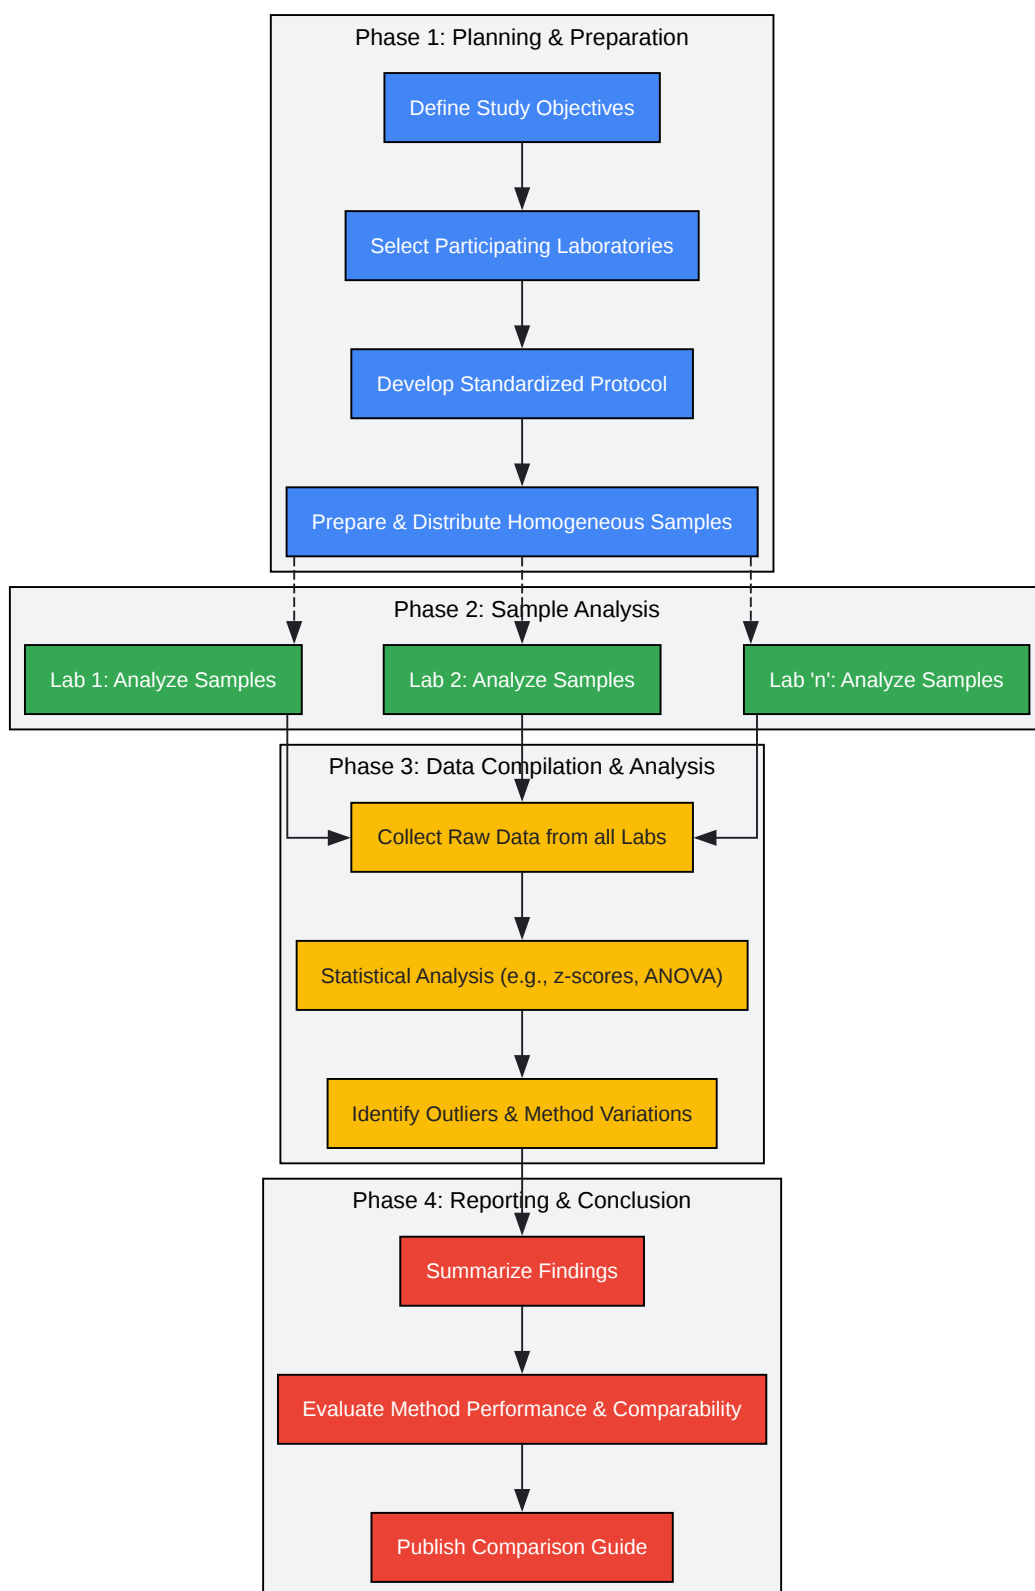 Phase 1: Planning & Preparation
Define Study Objectives
Select Participating Laboratories
Develop Standardized Protocol
Prepare & Distribute Homogeneous Samples
Phase 2: Sample Analysis
Lab 1: Analyze Samples
Lab 2: Analyze Samples
Lab 'n': Analyze Samples
Phase 3: Data Compilation & Analysis
Collect Raw Data from all Labs
Statistical Analysis (e.g., z-scores, ANOVA)
Identify Outliers & Method Variations
Phase 4: Reporting & Conclusion
Summarize Findings
Evaluate Method Performance & Comparability
Publish Comparison Guide